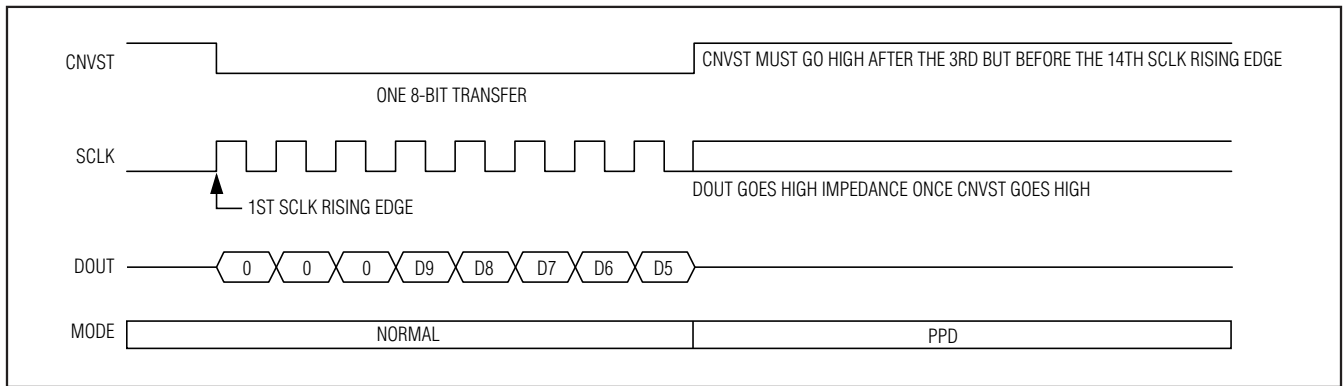 CNVST
CNVST MUST GO HIGH AFTER THE 3RD BUT BEFORE THE 14TH SCLK RISING EDGE
ONE 8-BIT TRANSFER
SCLK
DOUT GOES HIGH IMPEDANCE ONCE CNVST GOES HIGH
1ST SCLK RISING EDGE
DOUT
0 0 0 D9 D8 D7 D6 D5
MODE
NORMAL
PPD